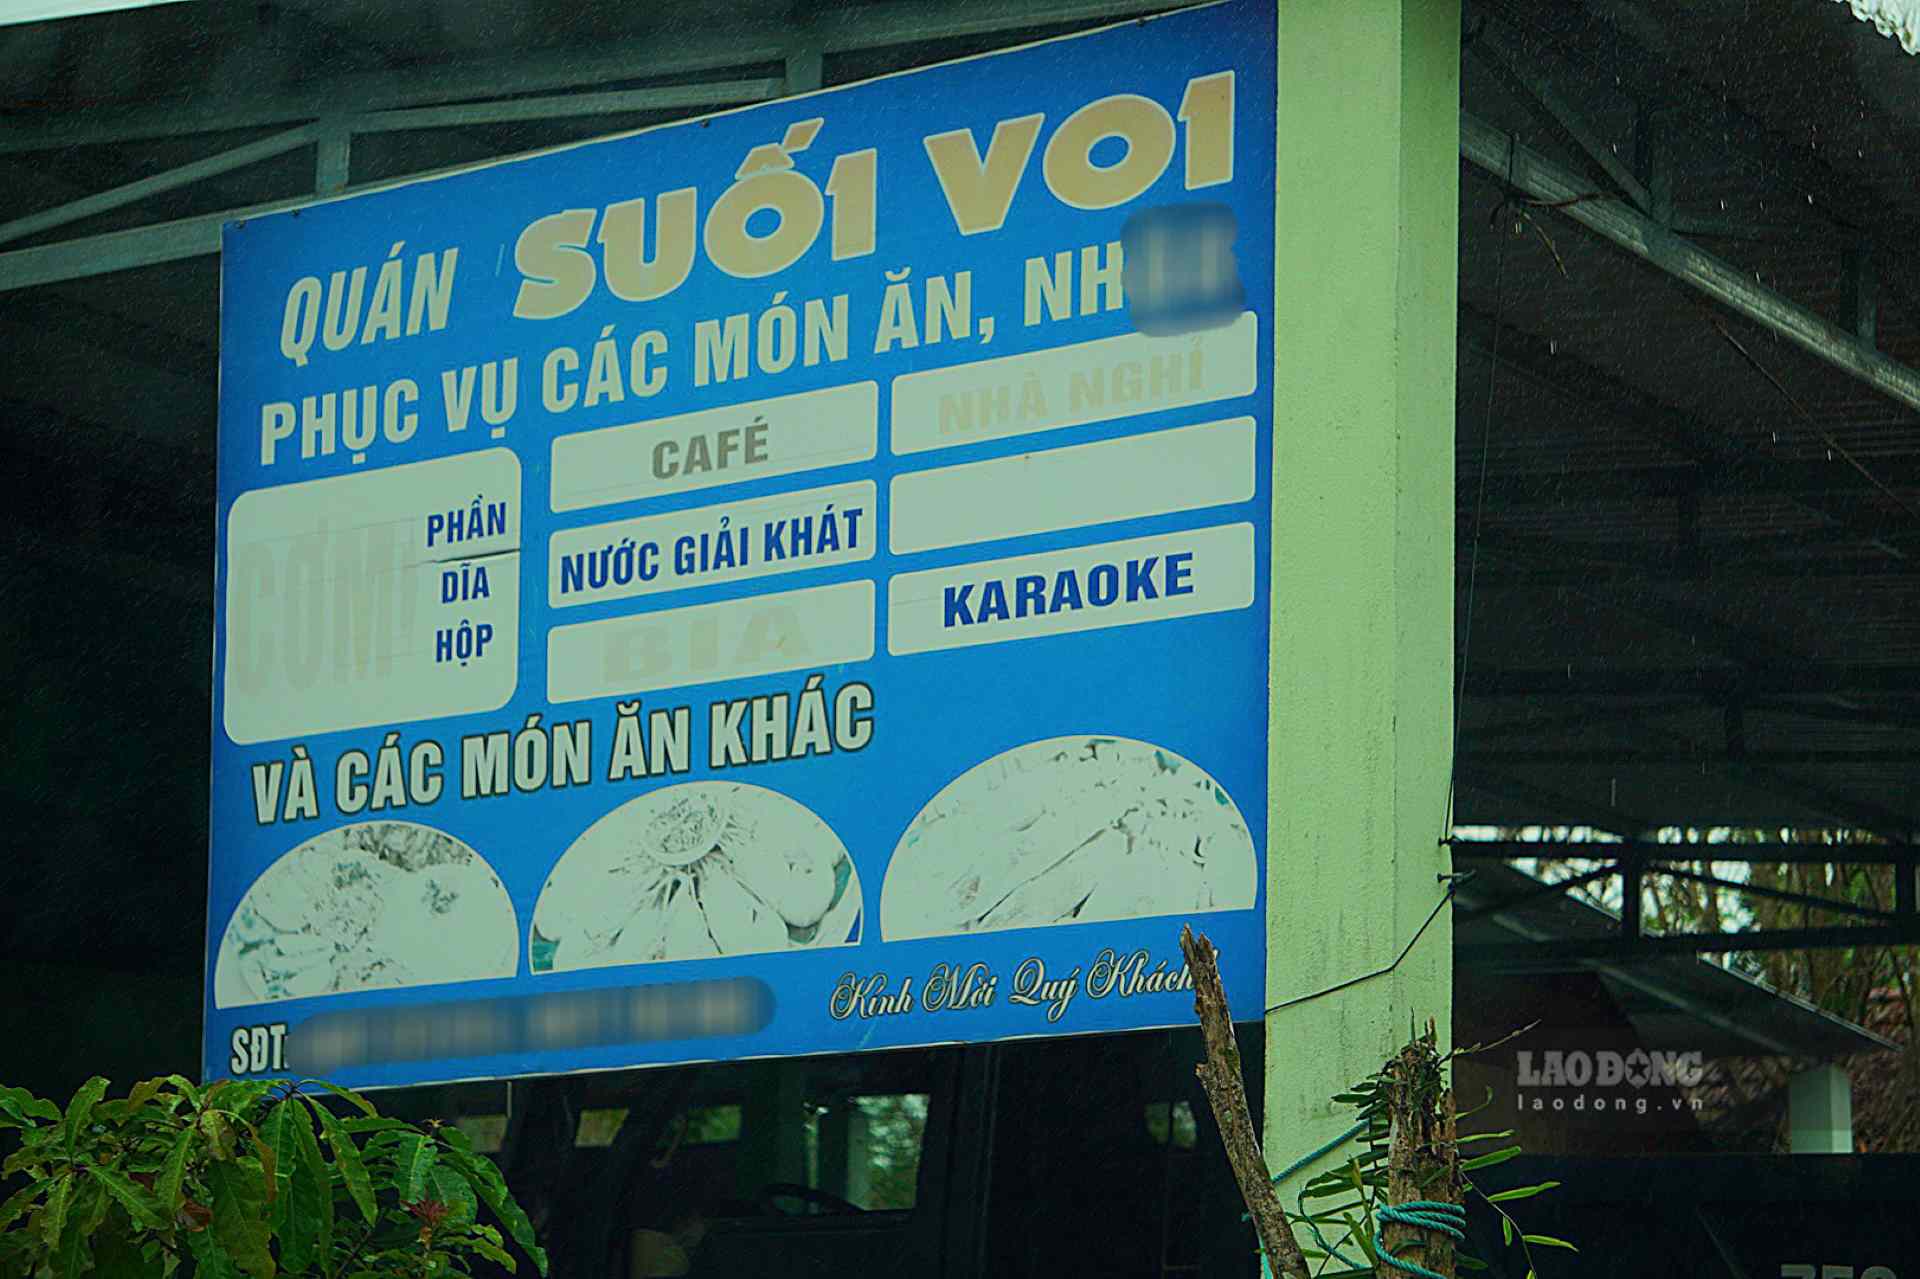 QUÁN SUỐI VOI
PHỤC VỤ CÁC MÓN ĂN, NH
CƠM PHẦN
DĨA
HỘP
CAFÉ
NƯỚC GIẢI KHÁT
BIA
NHÀ NGHỈ
KARAOKE
VÀ CÁC MÓN ĂN KHÁC
SĐT:
Kính Mời Quý Khách
LAO ĐỘNG
laodong.vn